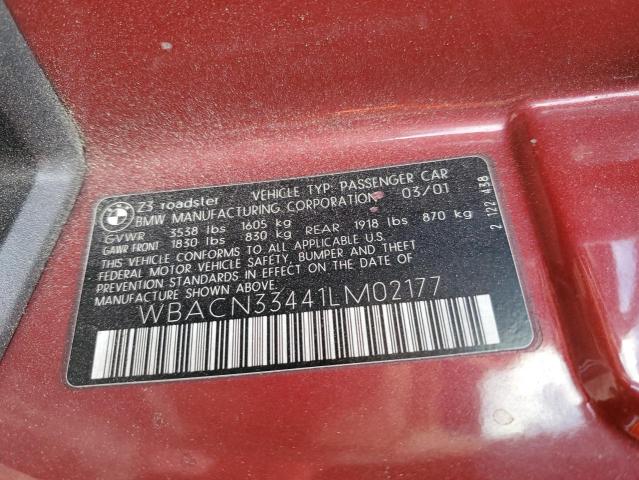 Z3 roadster VEHICLE TYP: PASSENGER CAR
BMW MANUFACTURING CORPORATION 03/01
GVWR 3538 lbs 1605 kg
GAWR FRONT 1830 lbs 830 kg REAR 1918 lbs 870 kg
THIS VEHICLE CONFORMS TO ALL APPLICABLE U.S.
FEDERAL MOTOR VEHICLE SAFETY, BUMPER AND THEFT
PREVENTION STANDARDS IN EFFECT ON THE DATE OF
MANUFACTURE SHOWN ABOVE.
WBACN33441LM02177
2 122 438